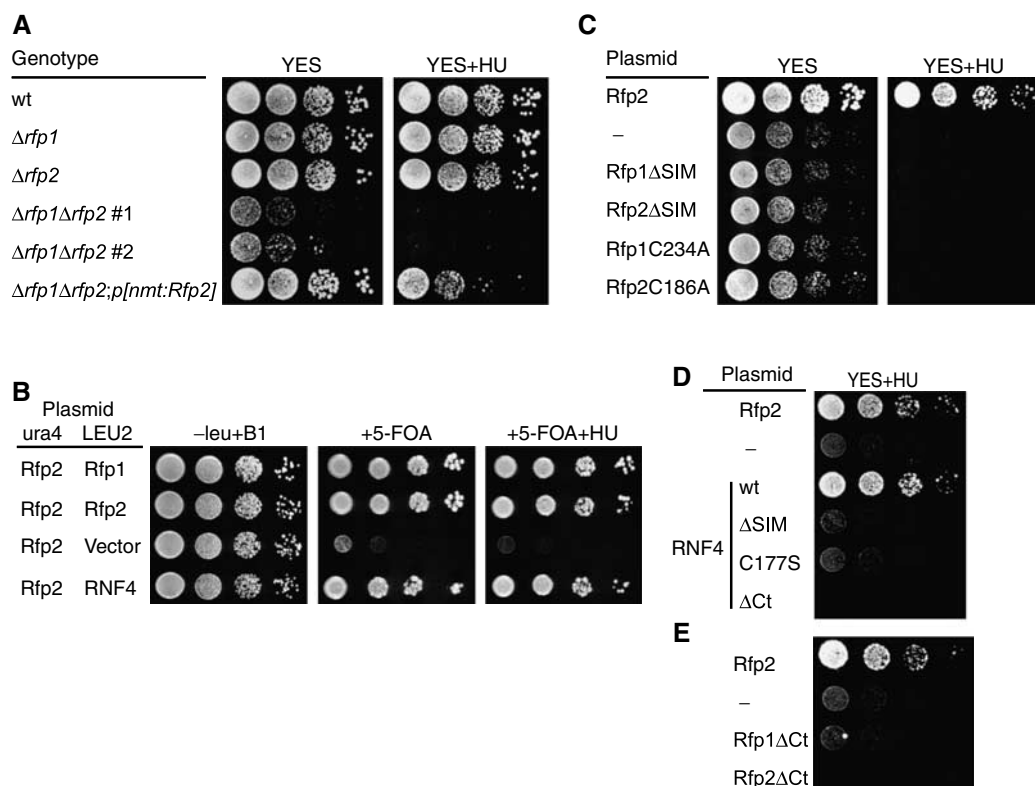 A
Genotype
YES
YES+HU
wt
Δrfp1
Δrfp2
Δrfp1Δrfp2 #1
Δrfp1Δrfp2 #2
Δrfp1Δrfp2;p[nmt:Rfp2]
B
Plasmid
ura4 LEU2
–leu+B1
+5-FOA
+5-FOA+HU
Rfp2 Rfp1
Rfp2 Rfp2
Rfp2 Vector
Rfp2 RNF4
C
Plasmid
YES
YES+HU
Rfp2
–
Rfp1ΔSIM
Rfp2ΔSIM
Rfp1C234A
Rfp2C186A
D
Plasmid
YES+HU
Rfp2
–
RNF4
wt
ΔSIM
C177S
ΔCt
E
Rfp2
–
Rfp1ΔCt
Rfp2ΔCt